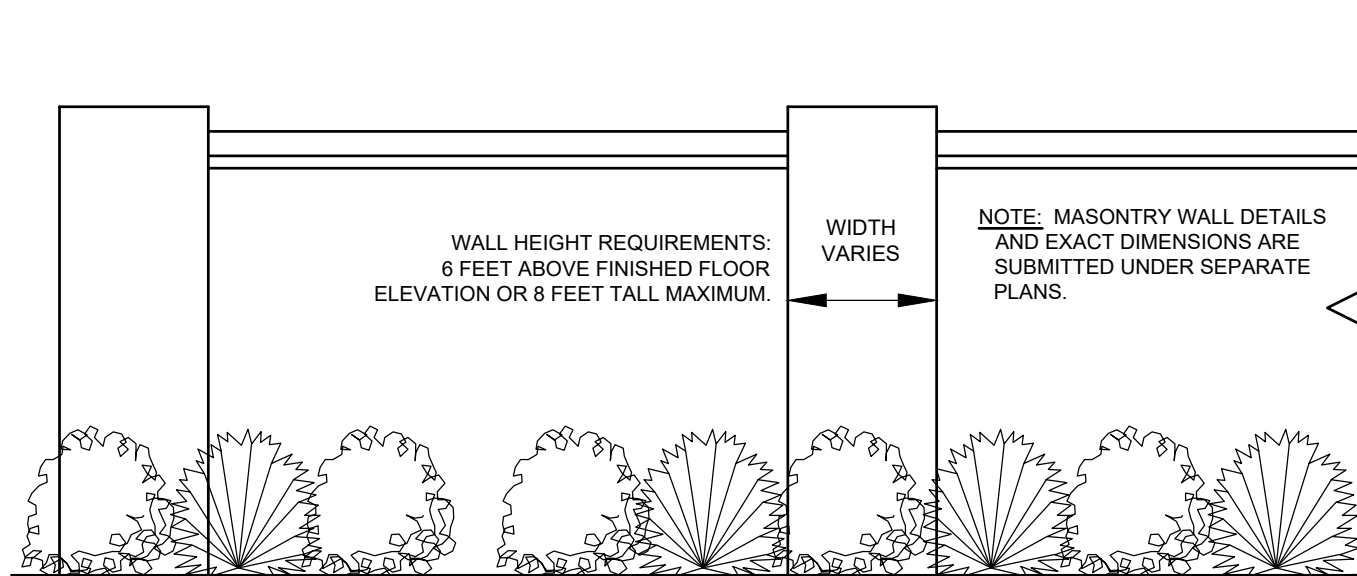 WALL HEIGHT REQUIREMENTS:
6 FEET ABOVE FINISHED FLOOR
ELEVATION OR 8 FEET TALL MAXIMUM.
WIDTH
VARIES
NOTE: MASONTRY WALL DETAILS
AND EXACT DIMENSIONS ARE
SUBMITTED UNDER SEPARATE
PLANS.